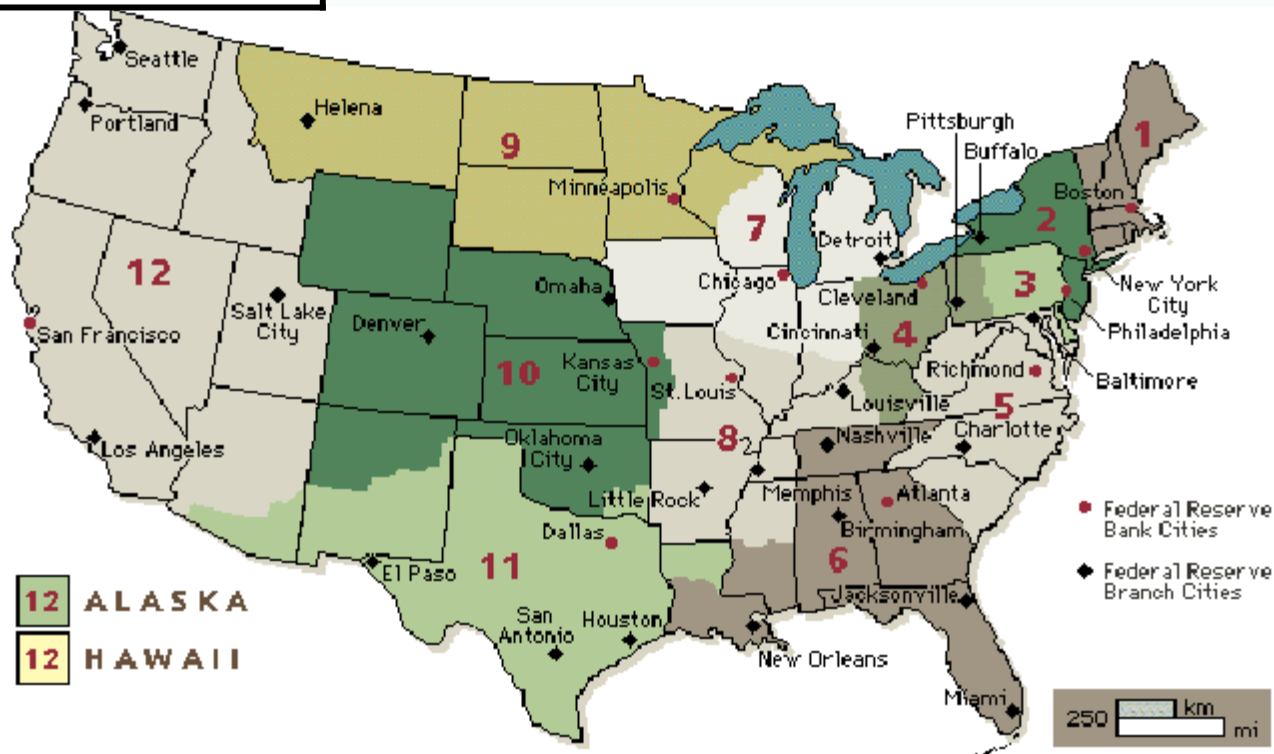 Seattle
Portland
Helena
9
Minneapolis
Pittsburgh
Buffalo
1
Boston
2
7
Detroit
12
Chicago
Cleveland
3
New York
City
Philadelphia
Omaha
Salt Lake
City
Denver
San Francisco
Cincinnati
4
10
Kansas
City
St. Louis
Richmond
Baltimore
Louisville
5
Los Angeles
Oklahoma
City
8
2
Nashville
Charlotte
Little Rock
Memphis
Atlanta
Birmingham
Dallas
El Paso
11
6
San
Antonio
Houston
Jacksonville
New Orleans
Miami
Federal Reserve
Bank Cities
Federal Reserve
Branch Cities
12 ALASKA
12 HAWAII
250 km
mi